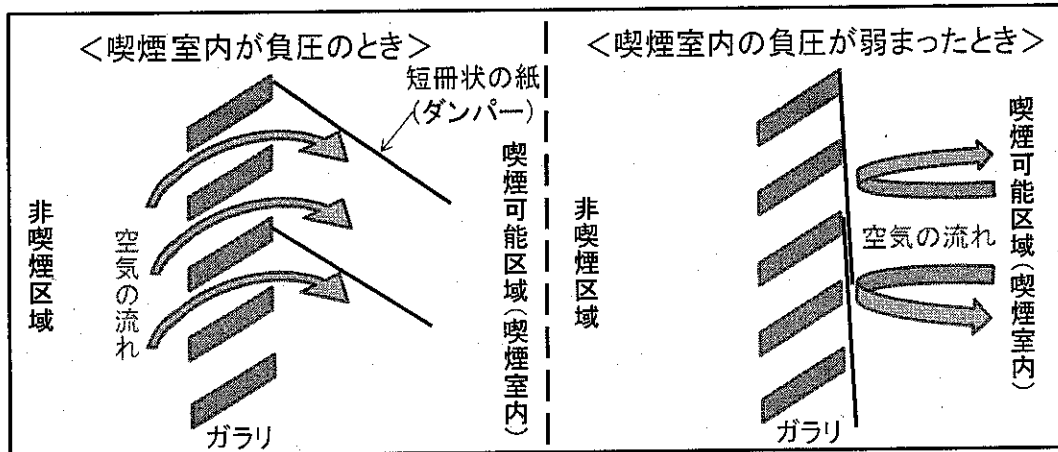 <喫煙室内が負圧のとき>
短冊状の紙
(ダンパー)
非喫煙区域
空気の流れ
喫煙可能区域(喫煙室内)
ガラリ
<喫煙室内の負圧が弱まったとき>
非喫煙区域
空気の流れ
喫煙可能区域(喫煙室内)
ガラリ